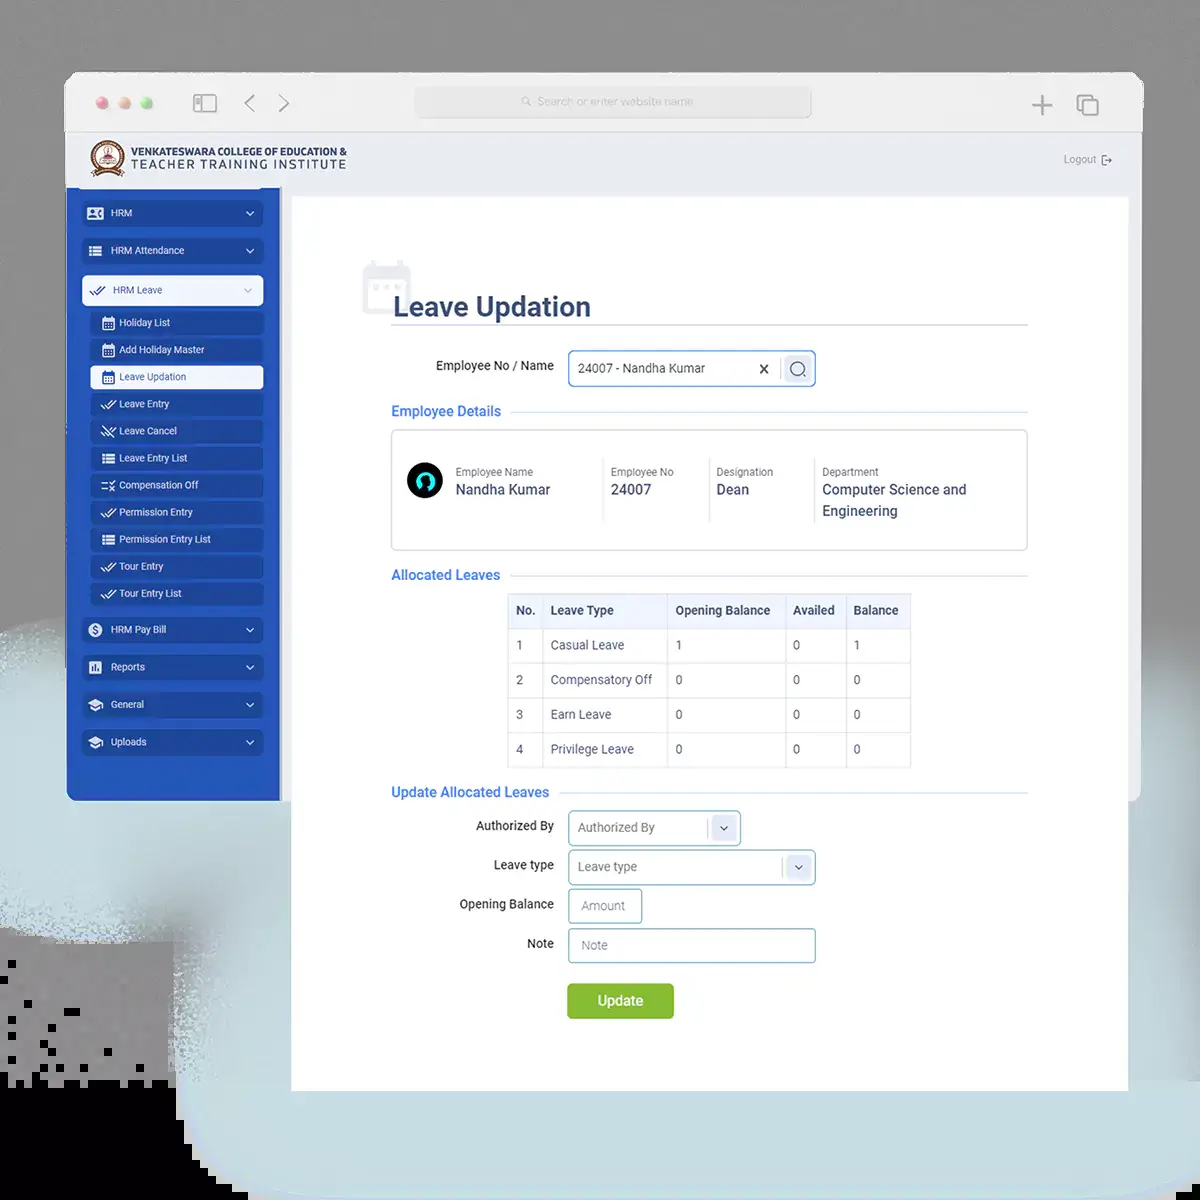 Search or enter website name
VENKATESWARA COLLEGE OF EDUCATION &
TEACHER TRAINING INSTITUTE
Logout
HRM
HRM Attendance
HRM Leave
Holiday List
Add Holiday Master
Leave Updation
Leave Entry
Leave Cancel
Leave Entry List
Compensation Off
Permission Entry
Permission Entry List
Tour Entry
Tour Entry List
HRM Pay Bill
Reports
General
Uploads
Leave Updation
Employee No / Name 24007 - Nandha Kumar
Employee Details
Employee Name Employee No Designation Department
Nandha Kumar 24007 Dean Computer Science and
Engineering
Allocated Leaves
No. Leave Type Opening Balance Availed Balance
1 Casual Leave 1 0 1
2 Compensatory Off 0 0 0
3 Earn Leave 0 0 0
4 Privilege Leave 0 0 0
Update Allocated Leaves
Authorized By Authorized By
Leave type Leave type
Opening Balance Amount
Note Note
Update